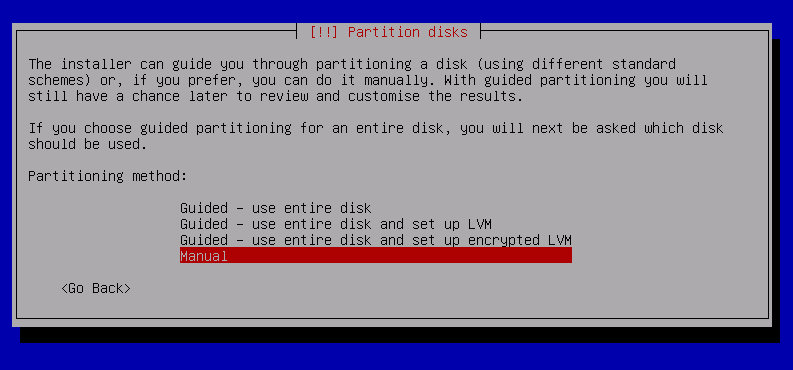 [!!] Partition disks
The installer can guide you through partitioning a disk (using different standard
schemes) or, if you prefer, you can do it manually. With guided partitioning you will
still have a chance later to review and customise the results.
If you choose guided partitioning for an entire disk, you will next be asked which disk
should be used.
Partitioning method:
Guided - use entire disk
Guided - use entire disk and set up LVM
Guided - use entire disk and set up encrypted LVM
Manual
<Go Back>